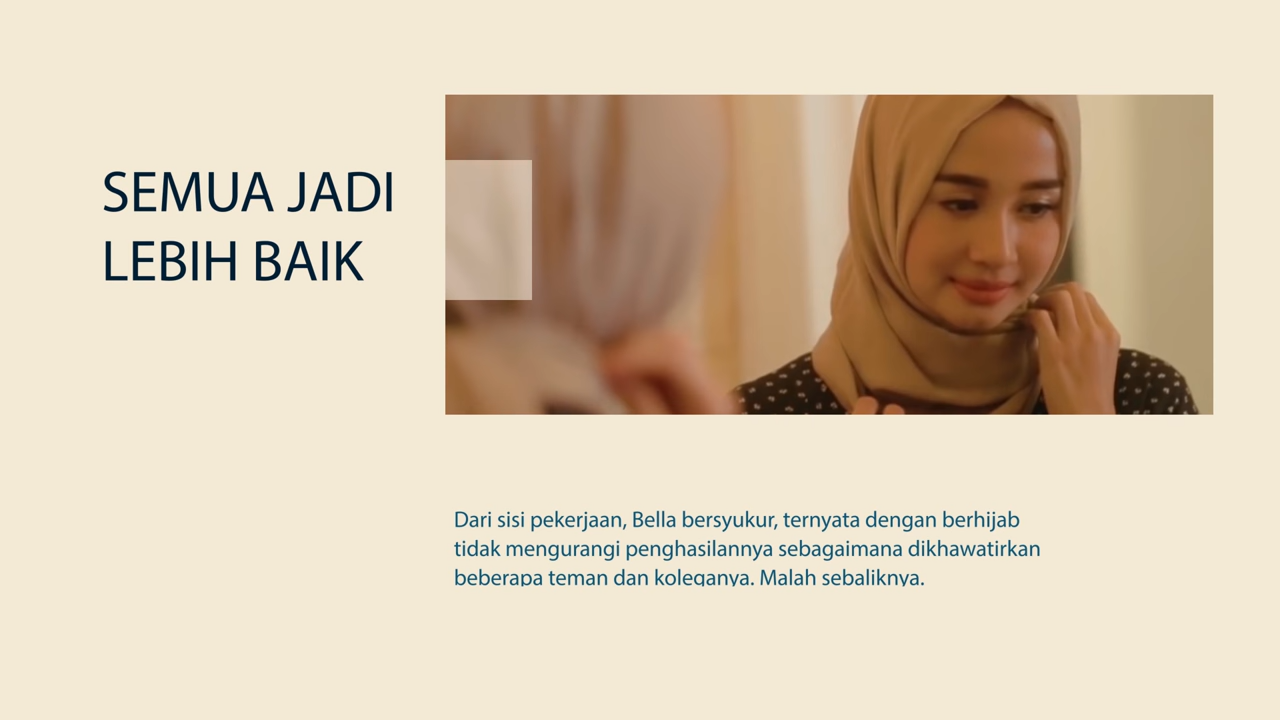 SEMUA JADI
LEBIH BAIK
Dari sisi pekerjaan, Bella bersyukur, ternyata dengan berhijab
tidak mengurangi penghasilannya sebagaimana dikhawatirkan
beberapa teman dan koleganya. Malah sebaliknya.